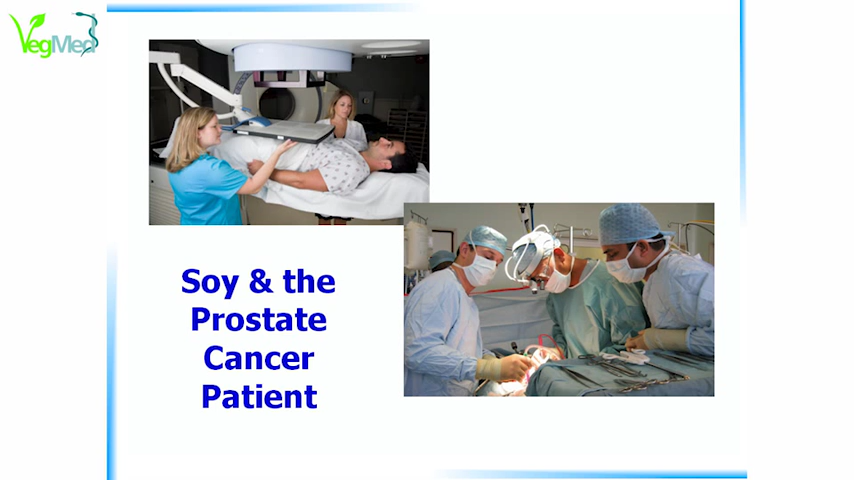 VegMed
Soy & the
Prostate
Cancer
Patient